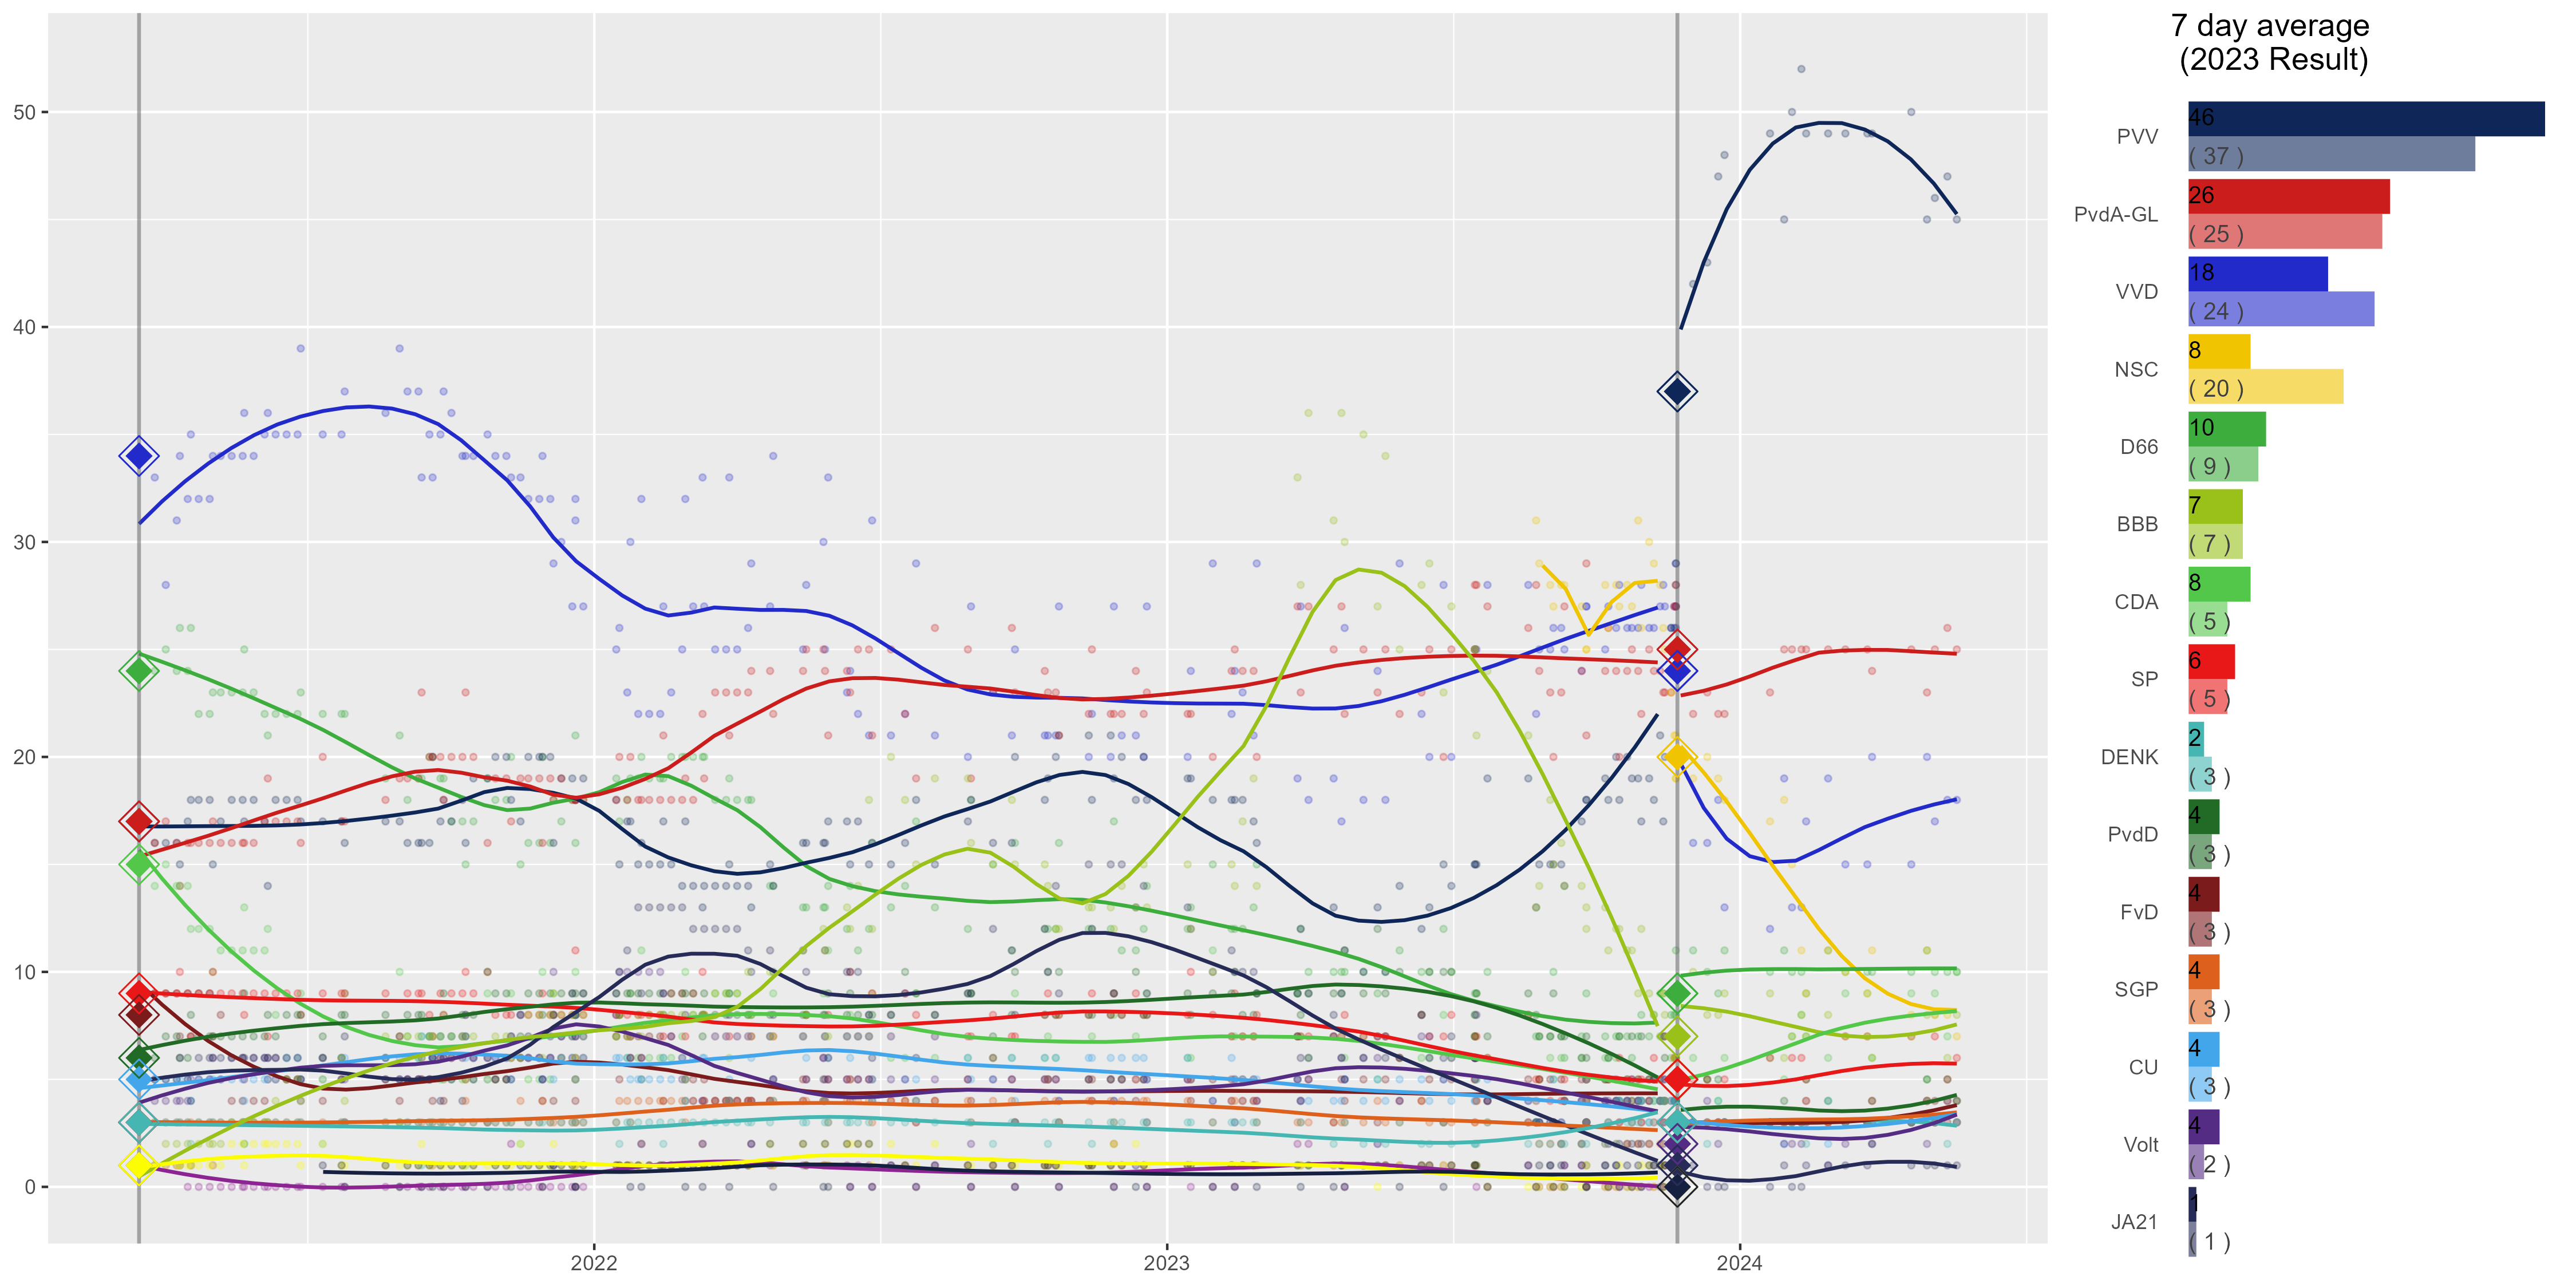 7 day average
(2023 Result)
50
40
30
20
10
0
2022
2023
2024
PVV
46
( 37 )
PvdA-GL
26
( 25 )
VVD
18
( 24 )
NSC
8
( 20 )
D66
10
( 9 )
BBB
7
( 7 )
CDA
8
( 5 )
SP
6
( 5 )
DENK
2
( 3 )
PvdD
4
( 3 )
FvD
4
( 3 )
SGP
4
( 3 )
CU
4
( 3 )
Volt
4
( 2 )
JA21
1
( 1 )